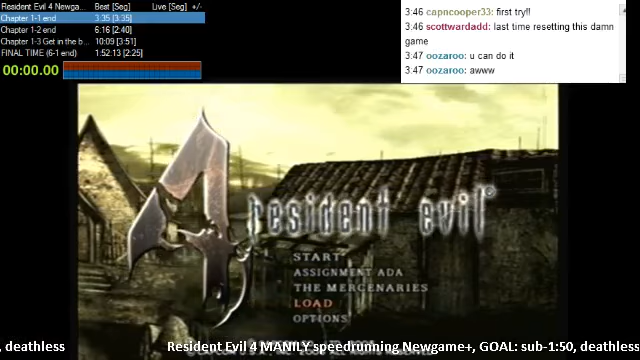 Resident Evil 4 Newga... Best [Seg] Live [Seg] +/-
Chapter 1-1 end 3:35 [3:35]
Chapter 1-2 end 6:16 [2:40]
Chapter 1-3 Get in the b... 10:09 [3:51]
FINAL TIME (6-1 end) 1:52:13 [2:25]
00:00.00
3:46 capncooper33: first try!!
3:46 scottwardadd: last time resetting this damn
game
3:47 oozaroo: u can do it
3:47 oozaroo: awww
4
resident evil
START
ASSIGNMENT ADA
THE MERCENARIES
LOAD
OPTIONS
, deathless Resident Evil 4 MANILY speedrunning Newgame+, GOAL: sub-1:50, deathless